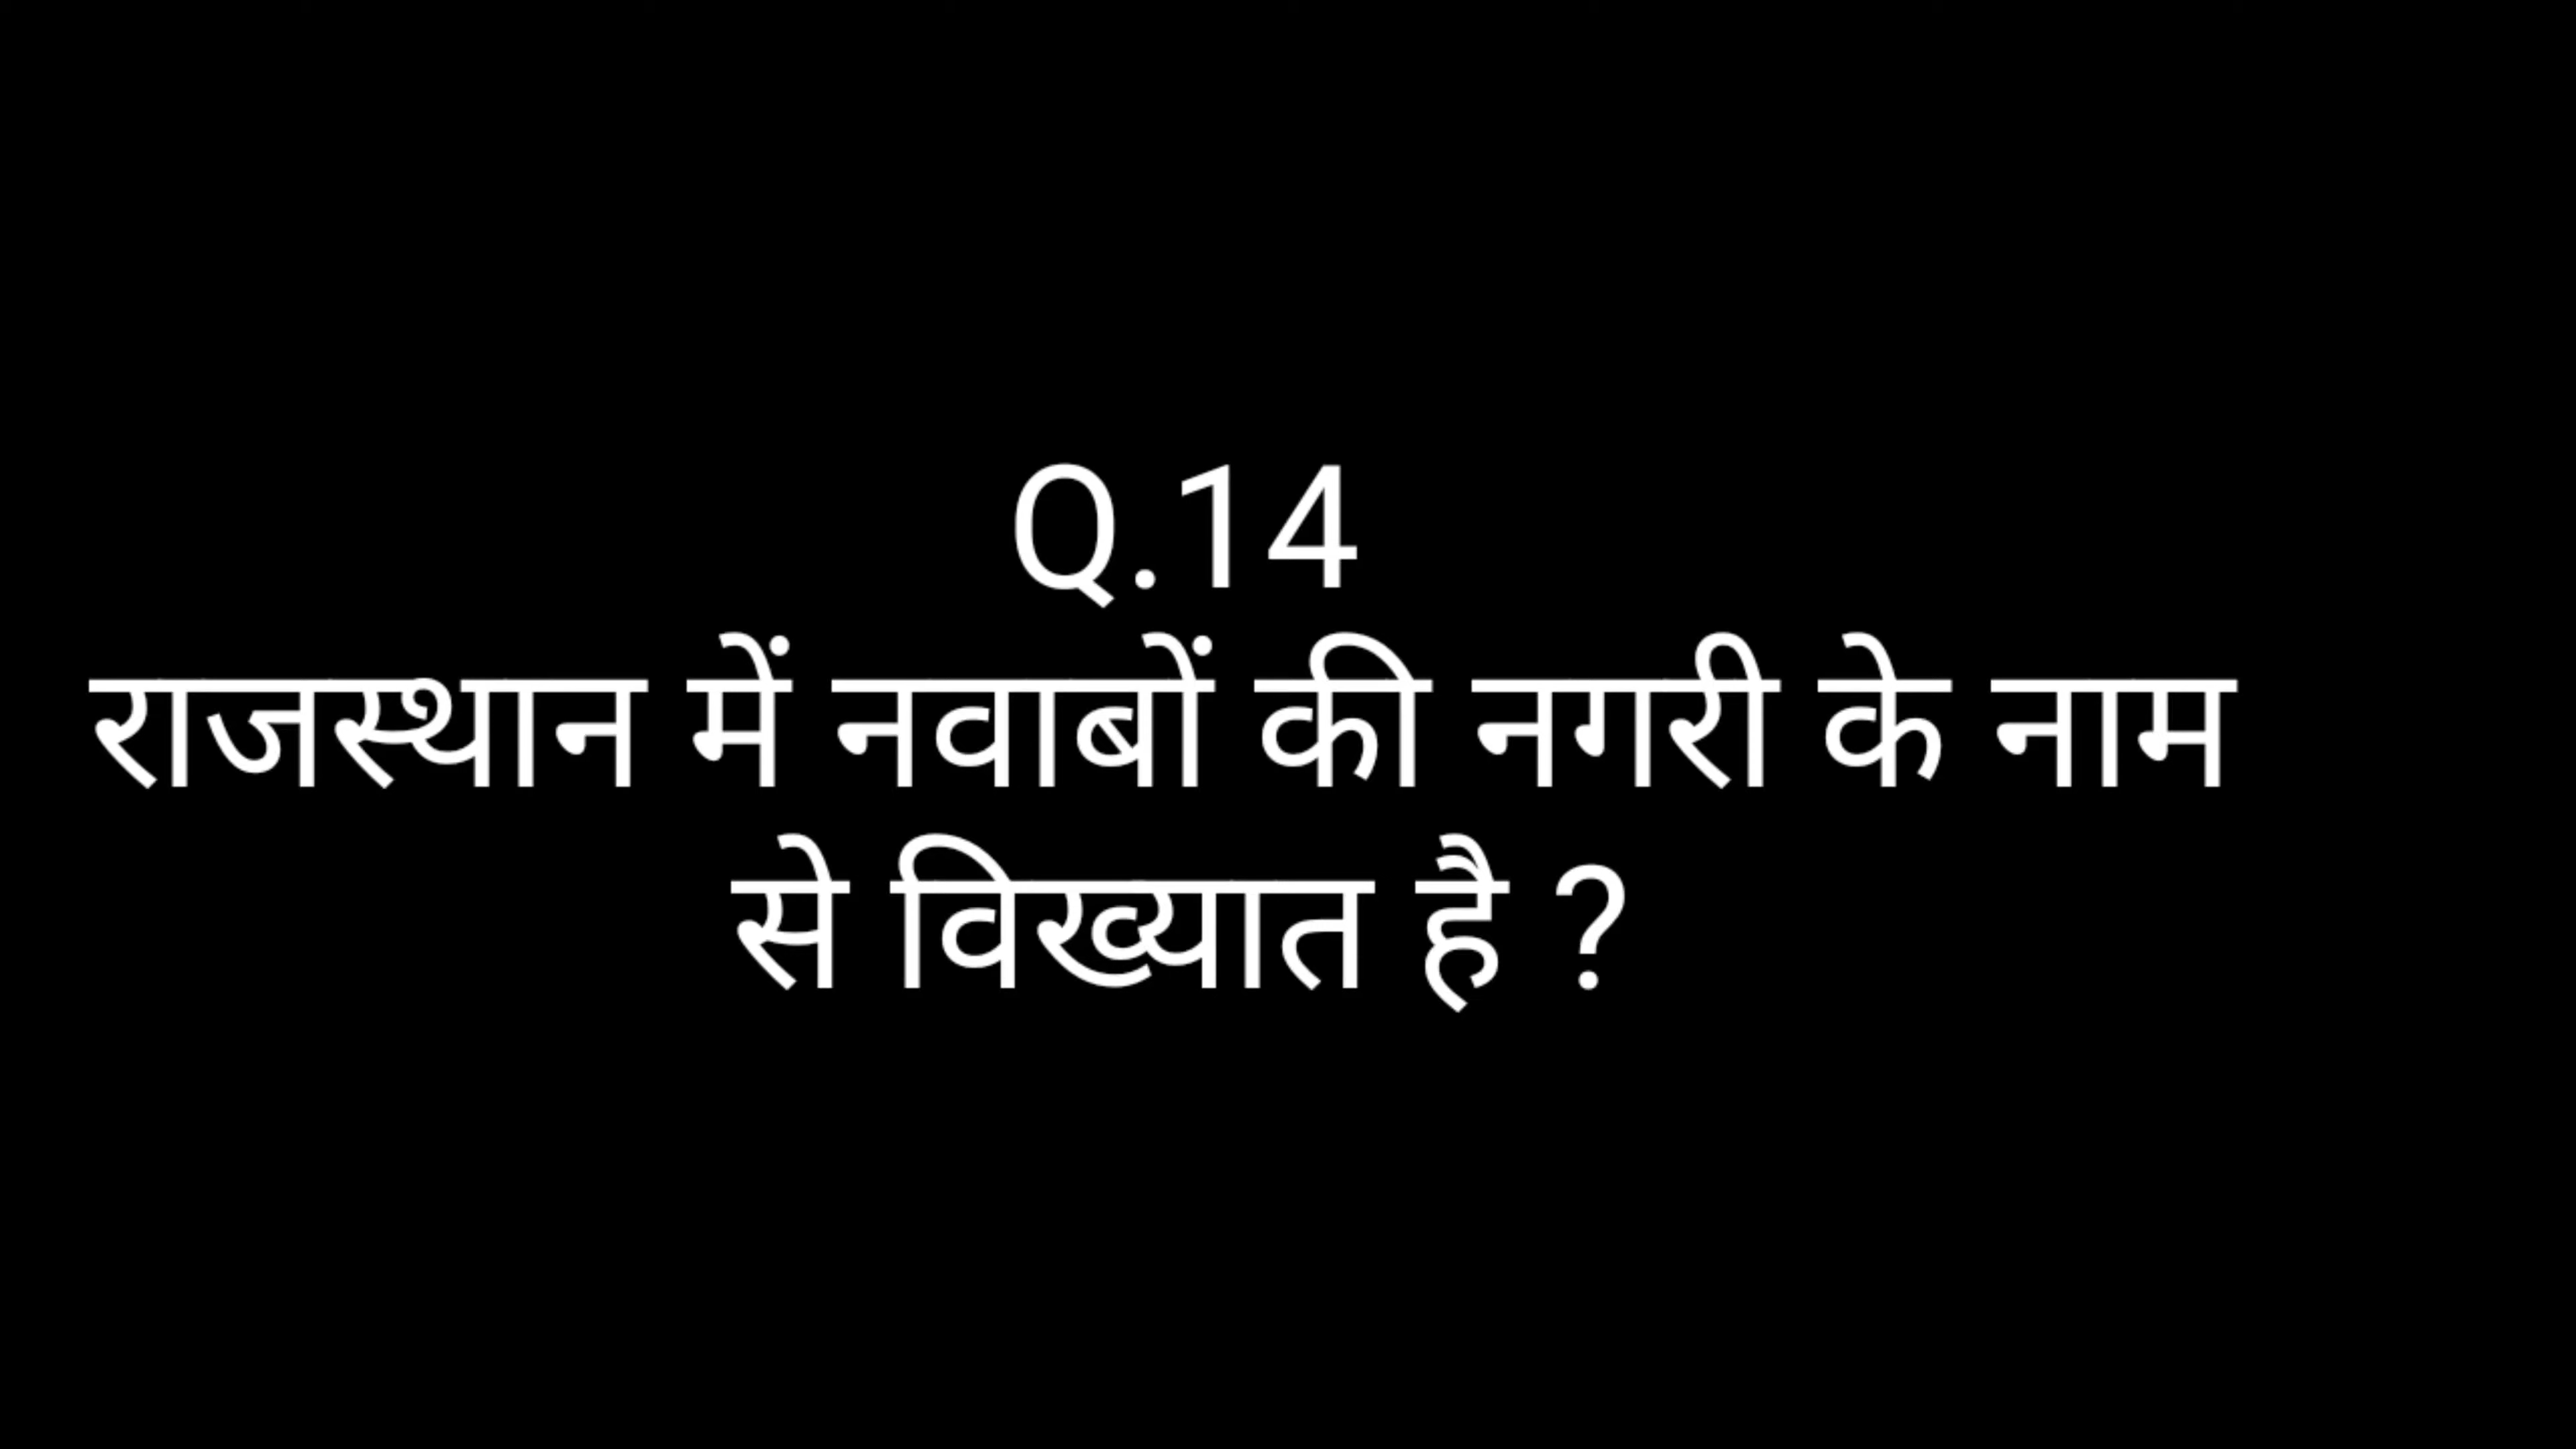 Q.14
राजस्थान में नवाबों की नगरी के नाम
से विख्यात है ?